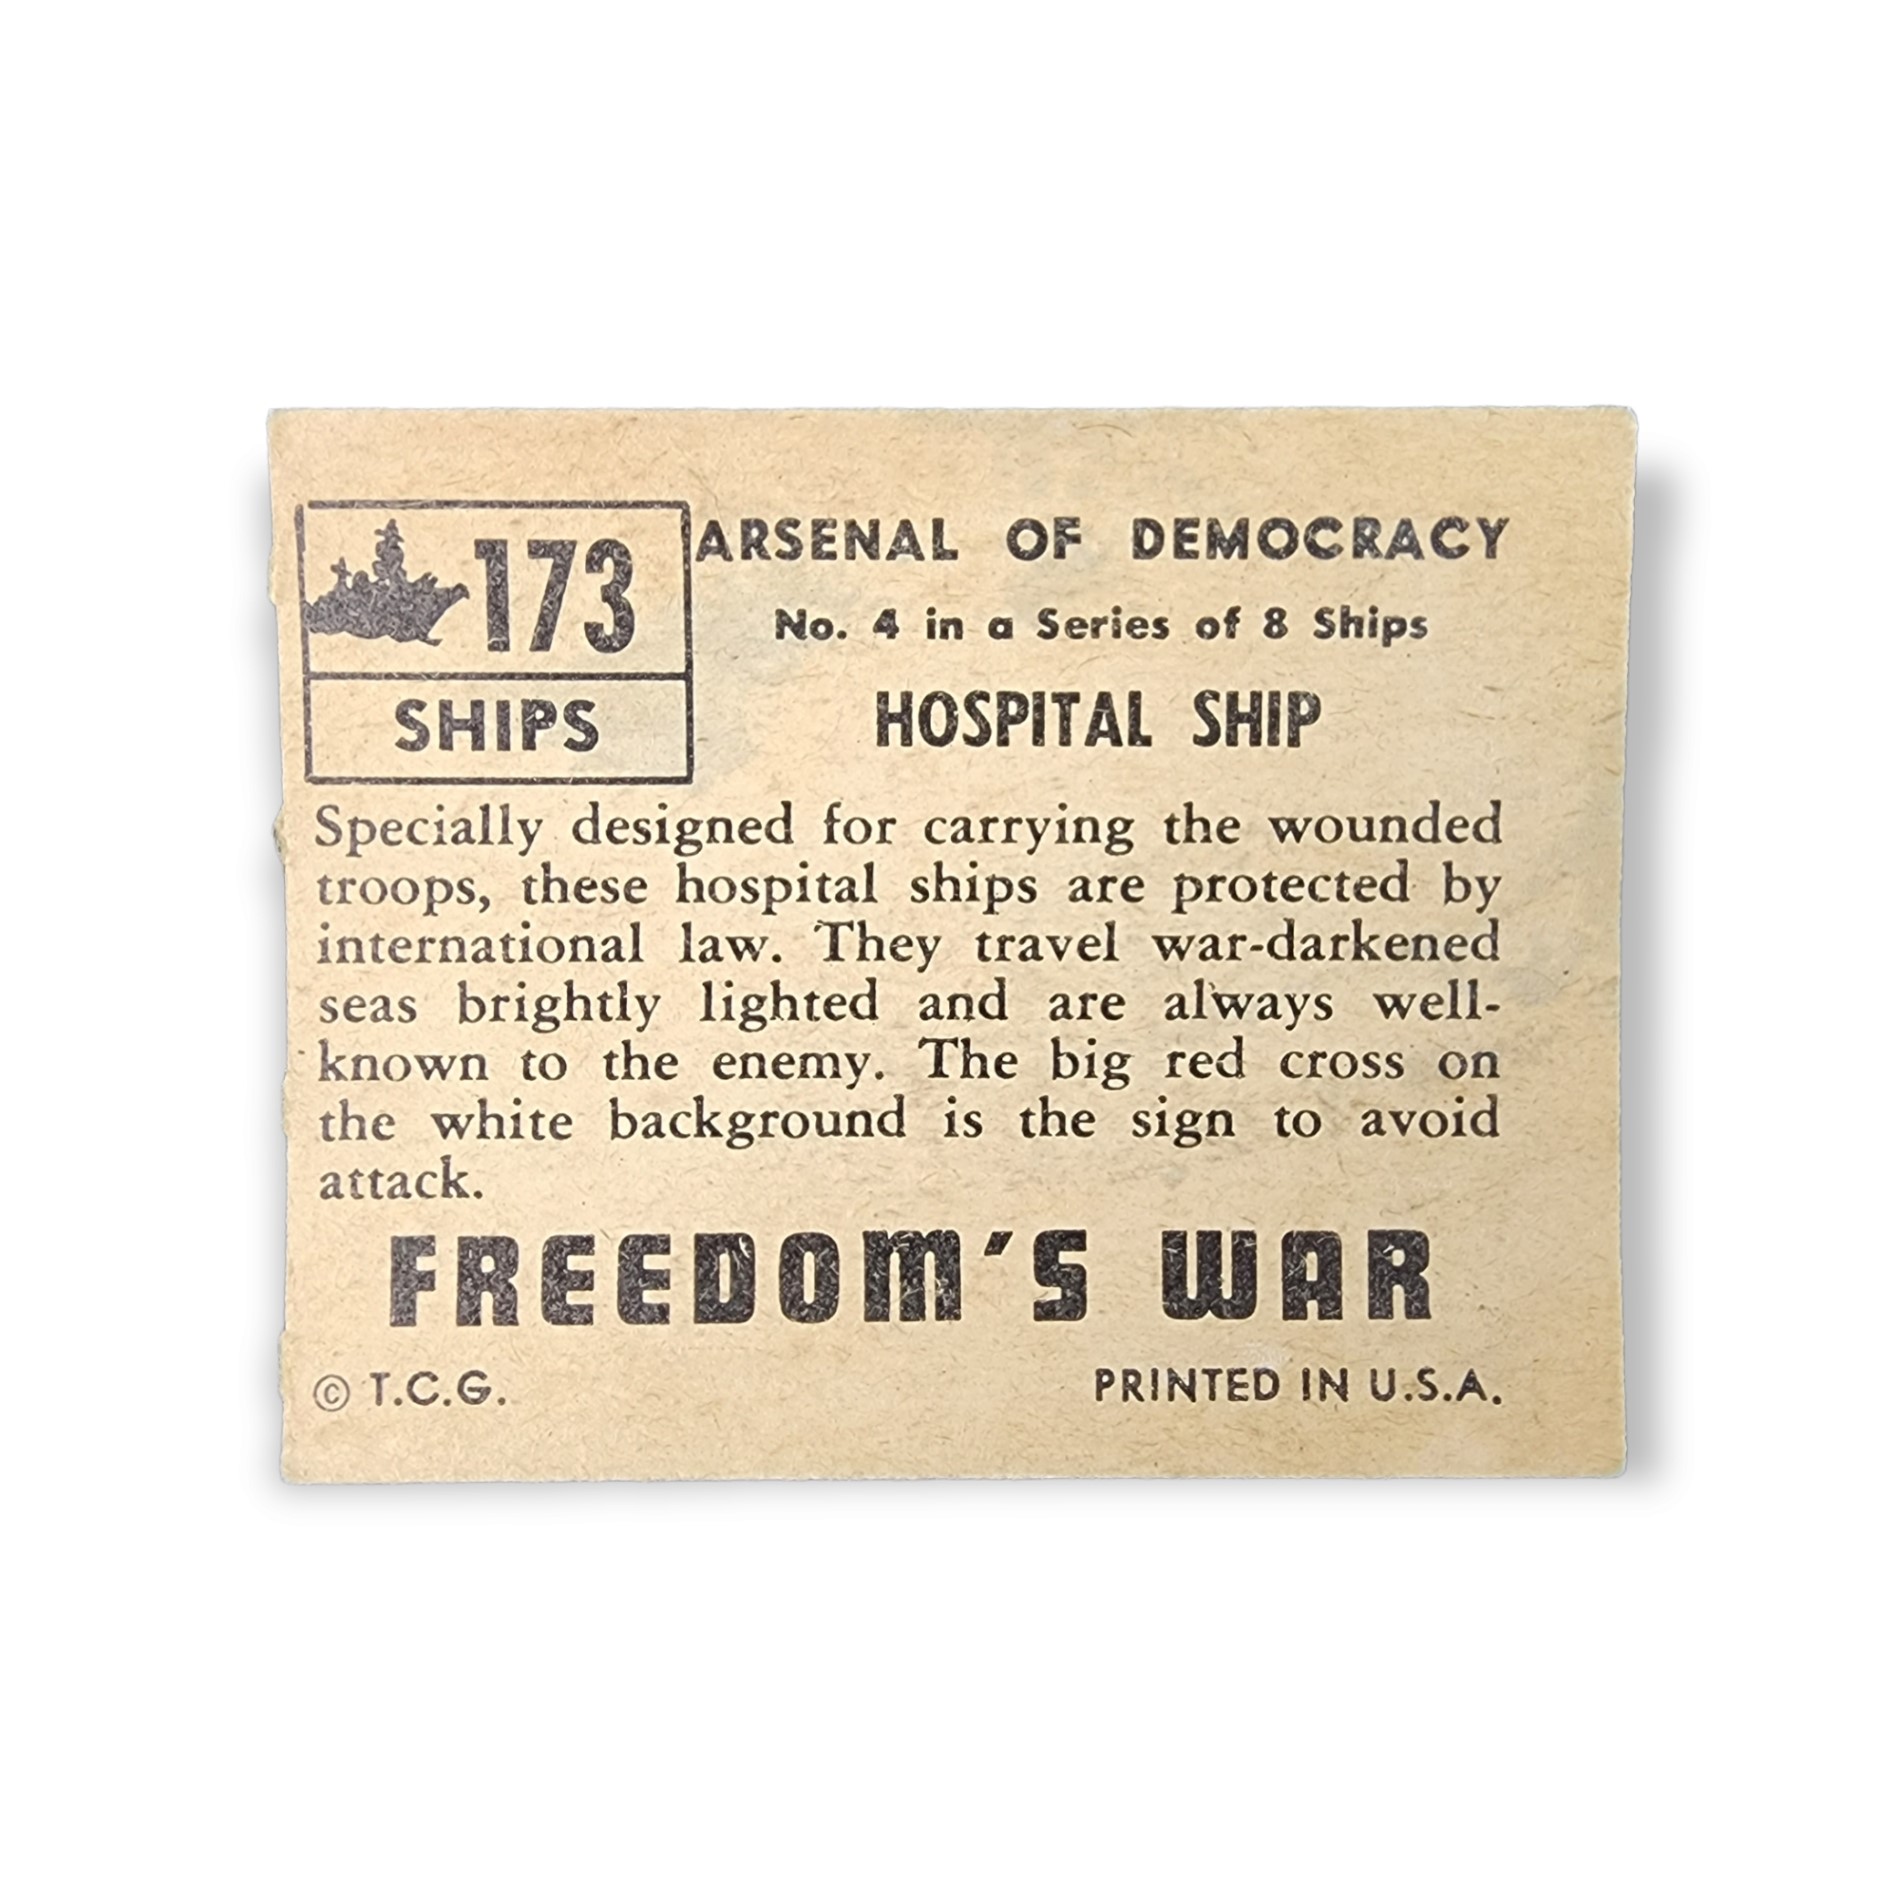 173
SHIPS
ARSENAL OF DEMOCRACY
No. 4 in a Series of 8 Ships
HOSPITAL SHIP
Specially designed for carrying the wounded
troops, these hospital ships are protected by
international law. They travel war-darkened
seas brightly lighted and are always well-
known to the enemy. The big red cross on
the white background is the sign to avoid
attack.
FREEDOM'S WAR
© T.C.G.
PRINTED IN U.S.A.